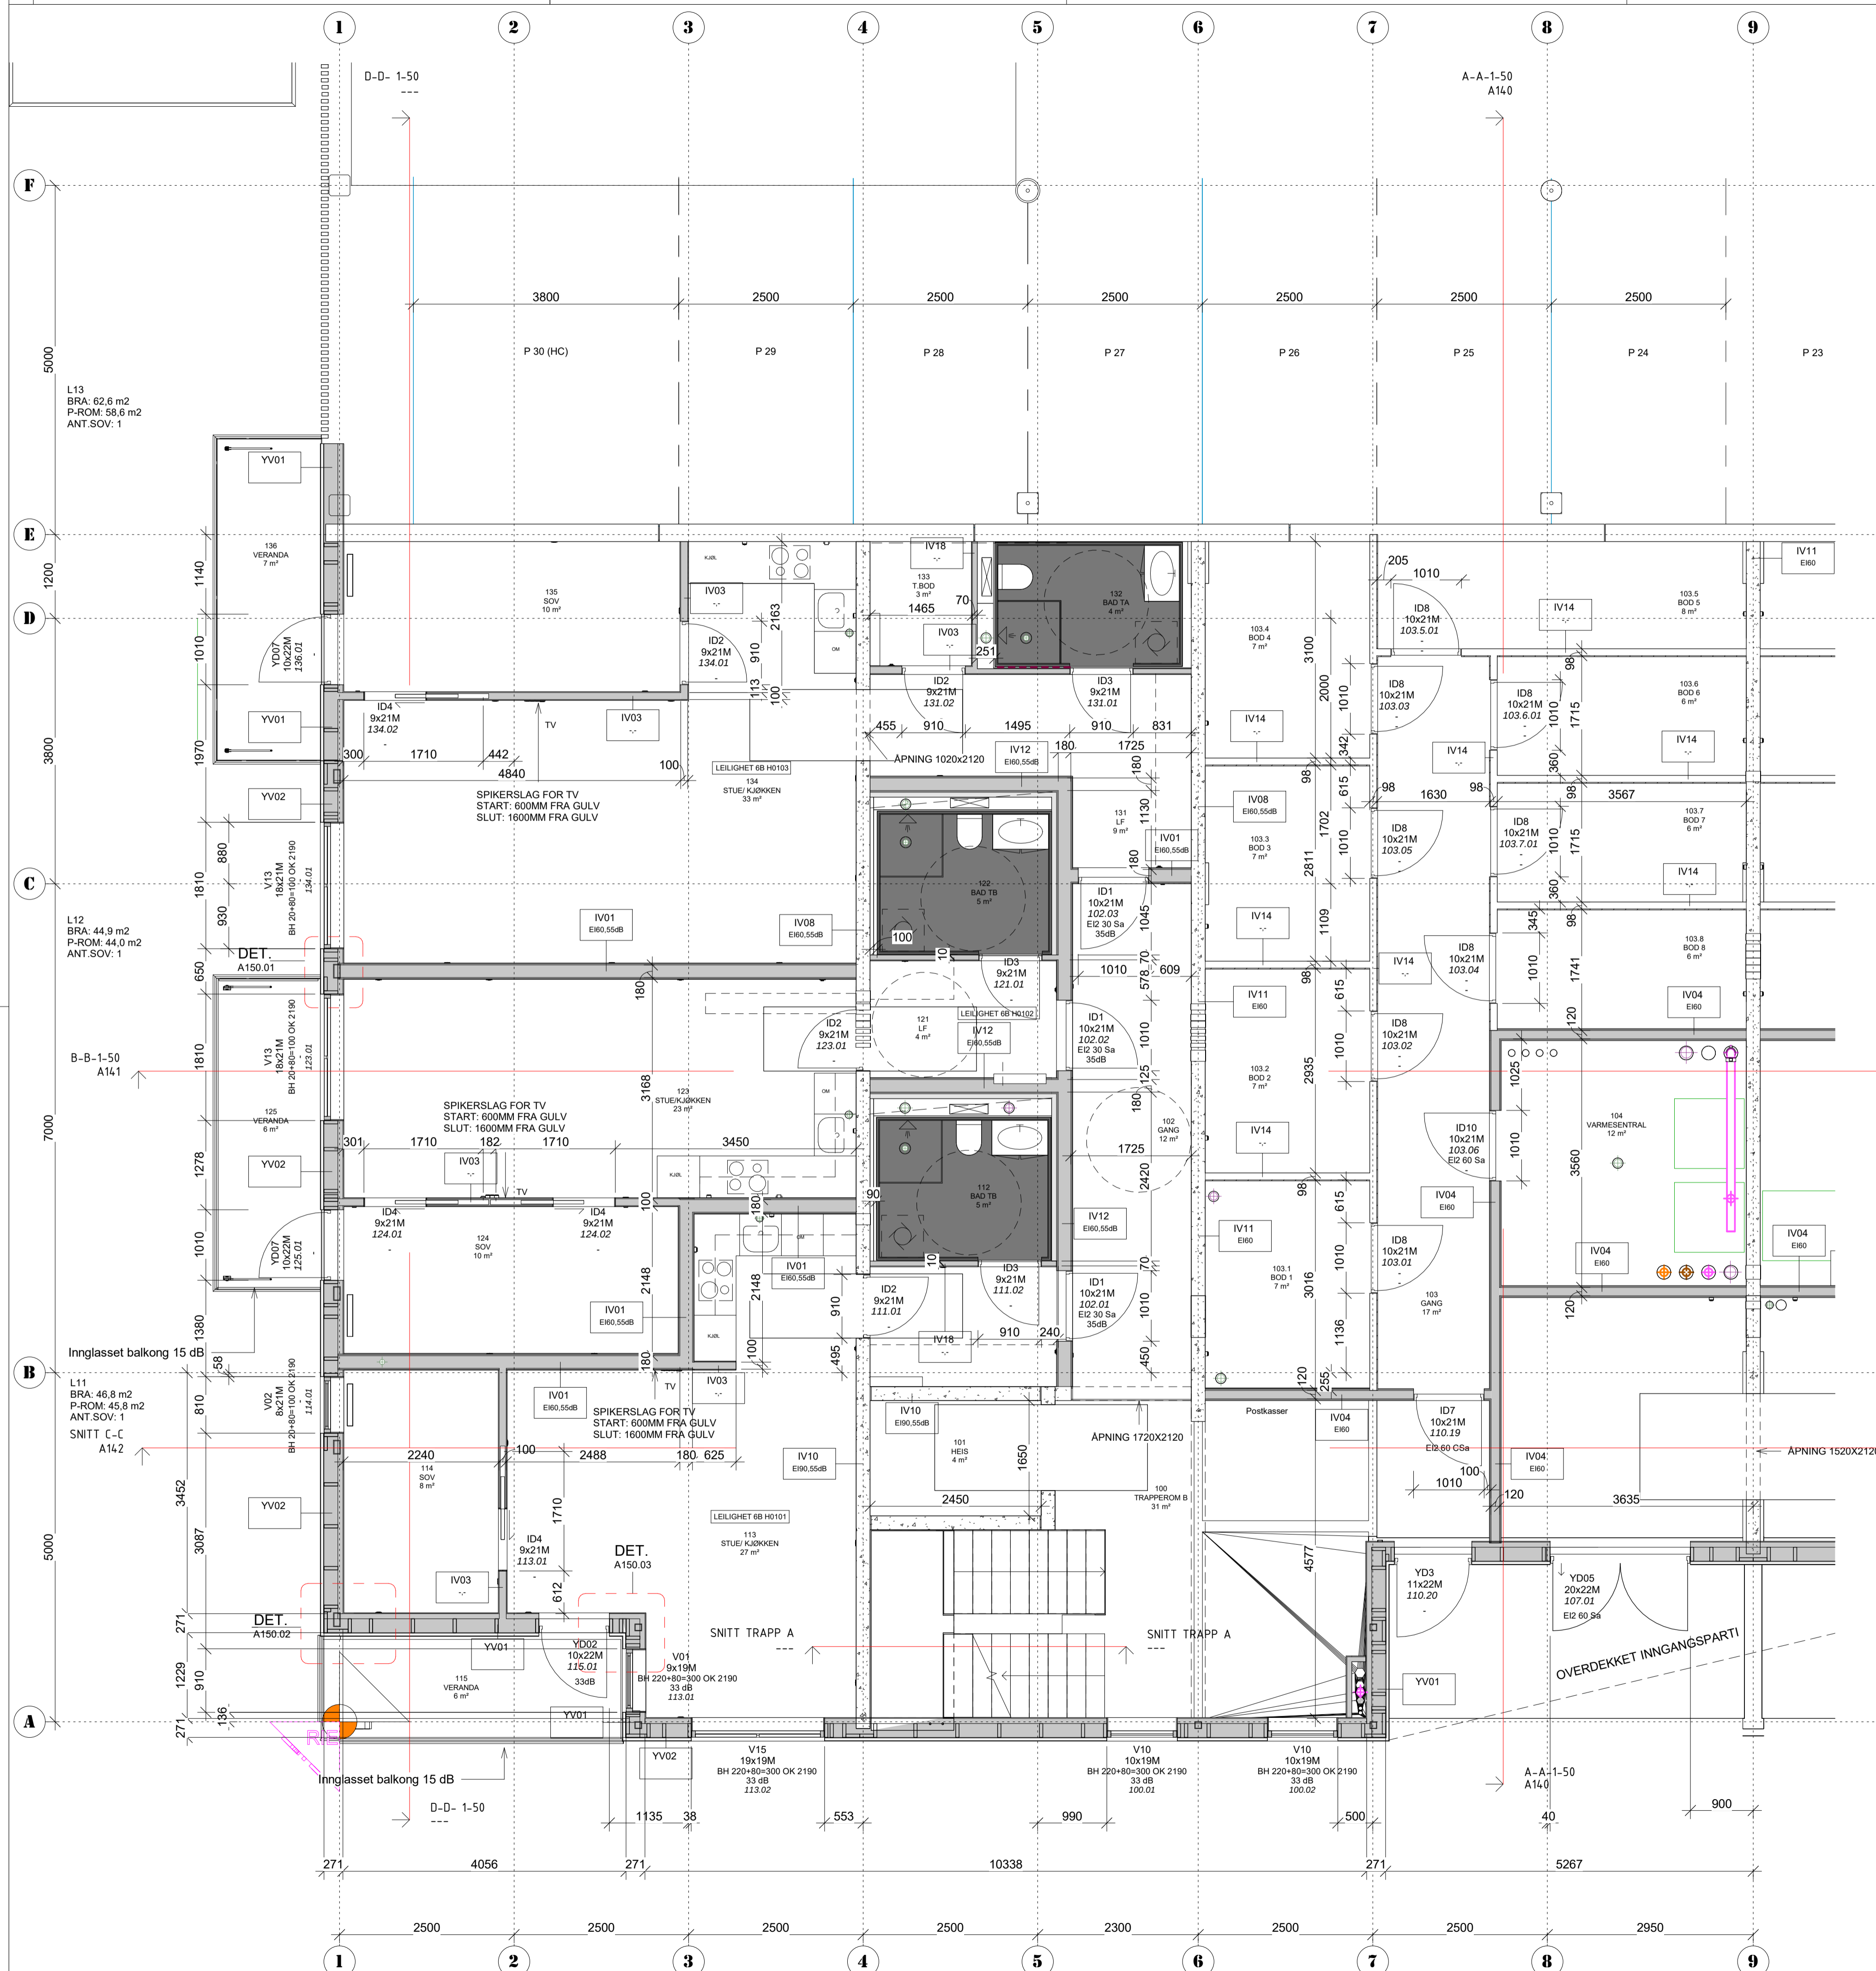 1
2
3
4
5
6
7
8
9
D-D- 1-50
---
A-A-1-50
A140
F
3800
2500
2500
2500
2500
2500
2500
P 30 (HC)
P 29
P 28
P 27
P 26
P 25
P 24
P 23
5000
L13
BRA: 62,6 m2
P-ROM: 58,6 m2
ANT.SOV: 1
YV01
E
1200
1140
136
VERANDA
7 m²
135
SOV
10 m²
KJØL
IV03
-.-
2163
OM
IV18
-.-
133
T.BOD
3 m²
70
1465
IV03
-.-
251
132
BAD TA
4 m²
205
1010
IV11
EI60
D
1010
YD07
10x22M
136.01
-
ID2
9x21M
134.01
-
910
113
100
103.4
BOD 4
7 m²
3100
2000
ID8
10x21M
103.5.01
-
IV14
-.-
103.5
BOD 5
8 m²
98
YV01
ID4
9x21M
134.02
-
TV
IV03
-.-
ID2
9x21M
131.02
-
ID3
9x21M
131.01
-
ID8
10x21M
103.03
-
1010
ID8
10x21M
103.6.01
-
1010
1715
103.6
BOD 6
6 m²
3800
1970
300
1710
442
4840
100
455
910
1495
910
831
ÅPNING 1020x2120
180
1725
IV12
EI60,55dB
180
IV14
-.-
342
IV14
-.-
360
IV14
-.-
YV02
SPIKERSLAG FOR TV
START: 600MM FRA GULV
SLUT: 1600MM FRA GULV
LEILIGHET 6B H0103
134
STUE/ KJØKKEN
33 m²
131
LF
9 m²
1130
IV08
EI60,55dB
98
615
98
1630
98
98
3567
103.7
BOD 7
6 m²
880
1810
930
V13
18x21M
-
BH 20+80=100 OK 2190
134.01
IV01
EI60,55dB
180
103.3
BOD 3
7 m²
1702
1010
2811
ID8
10x21M
103.05
-
ID8
10x21M
103.7.01
-
1010
1715
C
122
BAD TB
5 m²
ID1
10x21M
102.03
EI2 30 Sa
35dB
1045
IV14
-.-
1109
360
IV14
-.-
L12
BRA: 44,9 m2
P-ROM: 44,0 m2
ANT.SOV: 1
DET.
A150.01
IV01
EI60,55dB
IV08
EI60,55dB
100
10
345
98
ID8
10x21M
103.04
-
103.8
BOD 8
6 m²
650
180
ID3
9x21M
121.01
-
70
578
1010
609
98
IV14
-.-
1010
1741
V13
18x21M
-
BH 20+80=100 OK 2190
123.01
ID2
9x21M
123.01
-
121
LF
4 m²
LEILIGHET 6B H0102
IV12
EI60,55dB
ID1
10x21M
102.02
EI2 30 Sa
35dB
1010
IV11
EI60
615
ID8
10x21M
103.02
-
1010
IV04
EI60
120
B-B-1-50
A141
1810
3168
123
STUE/KJØKKEN
23 m²
OM
125
180
103.2
BOD 2
7 m²
2935
1025
104
VARMESENTRAL
12 m²
7000
125
VERANDA
6 m²
SPIKERSLAG FOR TV
START: 600MM FRA GULV
SLUT: 1600MM FRA GULV
301
1710
182
1710
3450
102
GANG
12 m²
1725
IV14
-.-
ID10
10x21M
103.06
EI2 60 Sa
-
1010
3560
YV02
1278
IV03
-.-
TV
KJØL
2420
98
100
180
90
112
BAD TB
5 m²
IV04
EI60
ID4
9x21M
124.01
-
ID4
9x21M
124.02
-
124
SOV
10 m²
OM
IV12
EI60,55dB
IV11
EI60
615
1010
ID8
10x21M
103.01
-
IV04
EI60
IV04
EI60
1010
YD07
10x22M
125.01
-
2148
2148
IV01
EI60,55dB
10
70
ID3
9x21M
111.02
-
ID2
9x21M
111.01
-
910
ID1
10x21M
102.01
EI2 30 Sa
35dB
1010
103.1
BOD 1
7 m²
3016
103
GANG
17 m²
120
IV01
EI60,55dB
KJØL
1380
Innglasset balkong 15 dB
58
180
100
495
IV18
-.-
910
240
450
1136
120
255
B
L11
BRA: 46,8 m2
P-ROM: 45,8 m2
ANT.SOV: 1
810
V02
8x21M
-
BH 20+80=100 OK 2190
114.01
TV
IV03
-.-
IV01
EI60,55dB
SPIKERSLAG FOR TV
START: 600MM FRA GULV
SLUT: 1600MM FRA GULV
IV10
EI90,55dB
Postkasser
IV04
EI60
ID7
10x21M
110.19
-
EI2 60 CSa
ÅPNING 1720X2120
SNITT C-C
A142
100
2240
2488
180
625
IV10
EI90,55dB
101
HEIS
4 m²
1650
1010
100
120
IV04
EI60
ÅPNING 1520X2120
3635
114
SOV
8 m²
3452
YV02
1710
2450
100
TRAPPEROM B
31 m²
LEILIGHET 6B H0101
113
STUE/ KJØKKEN
27 m²
5000
3087
ID4
9x21M
113.01
-
DET.
A150.03
4577
IV03
-.-
612
YD3
11x22M
110.20
-
YD05
20x22M
107.01
-
EI2 60 Sa
271
DET.
A150.02
YV01
YD02
10x22M
115.01
-
33dB
SNITT TRAPP A
---
SNITT TRAPP A
---
OVERDEKKET INNGANGSPARTI
1229
910
115
VERANDA
6 m²
V01
9x19M
BH 220+80=300 OK 2190
33 dB
113.01
YV01
A
136
271
RIE
YV01
YV02
V15
19x19M
BH 220+80=300 OK 2190
33 dB
113.02
V10
10x19M
BH 220+80=300 OK 2190
33 dB
100.01
V10
10x19M
BH 220+80=300 OK 2190
33 dB
100.02
Innglasset balkong 15 dB
A-A-1-50
A140
D-D- 1-50
---
1135
38
553
990
500
40
900
271
4056
271
10338
271
5267
2500
2500
2500
2500
2300
2500
2500
2950
1
2
3
4
5
6
7
8
9